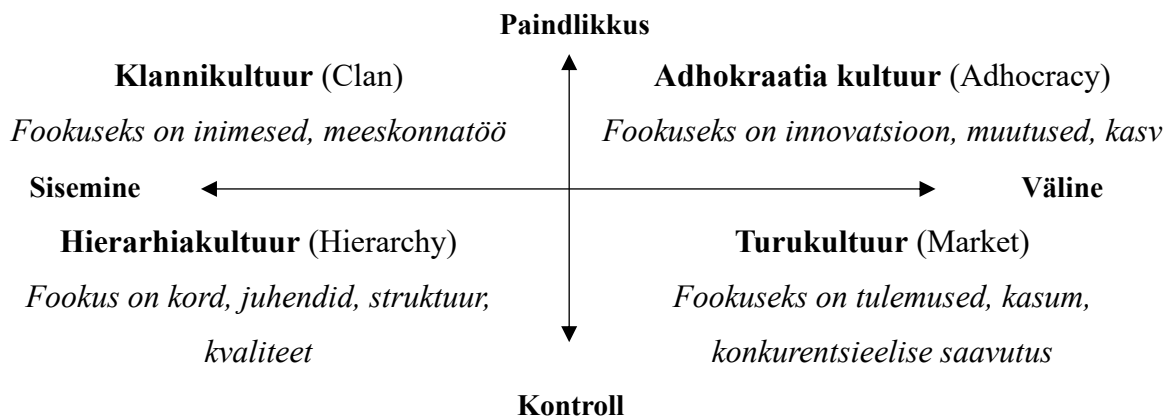 Paindlikkus
Klannikultuur (Clan)
Adhokraatia kultuur (Adhocracy)
Fookuseks on inimesed, meeskonnatöö
Fookuseks on innovatsioon, muutused, kasv
Sisemine
Väline
Hierarhiakultuur (Hierarchy)
Turukultuur (Market)
Fookus on kord, juhendid, struktuur,
kvaliteet
Fookuseks on tulemused, kasum,
konkurentsieelise saavutus
Kontroll